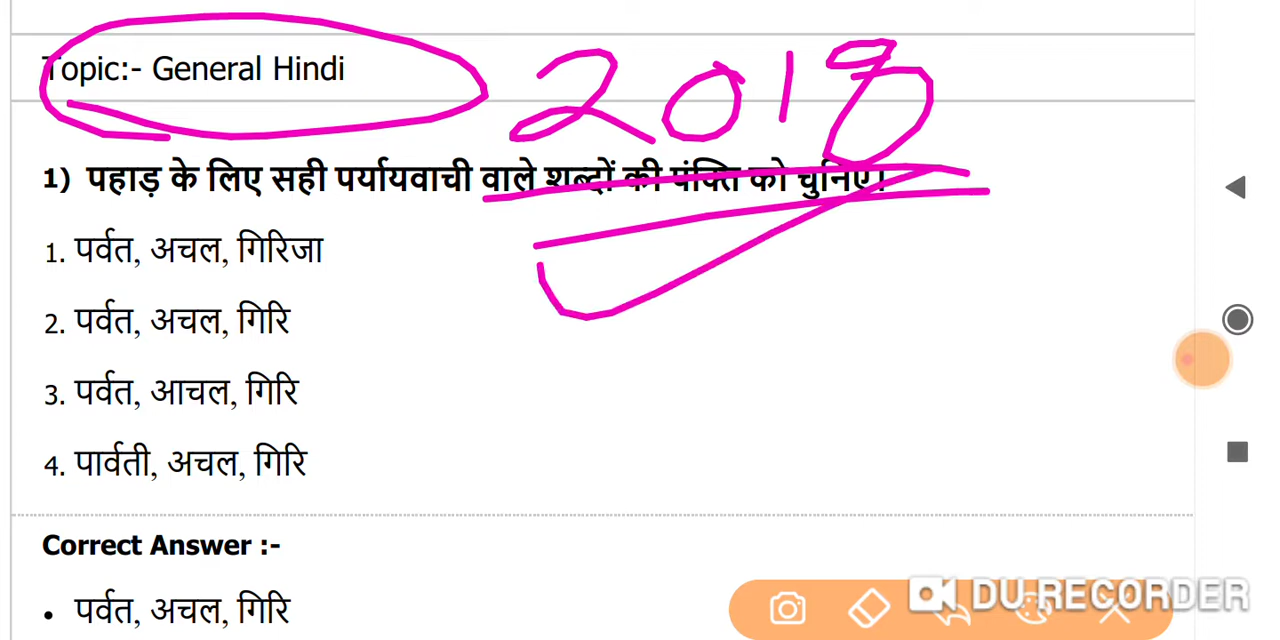 Topic:- General Hindi 2018
1) पहाड़ के लिए सही पर्यायवाची वाले शब्दों की पंक्ति को चुनिए।
1. पर्वत, अचल, गिरिजा
2. पर्वत, अचल, गिरि
3. पर्वत, आचल, गिरि
4. पार्वती, अचल, गिरि
Correct Answer :-
• पर्वत, अचल, गिरि
DU RECORDER